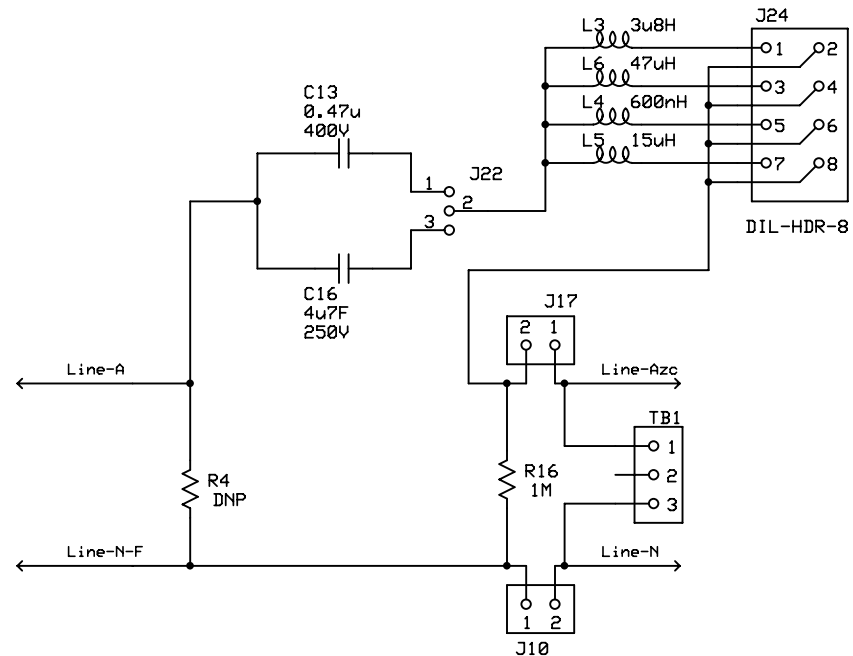 J24
L3 3u8H
1 2
L6 47uH
3 4
L4 600nH
5 6
L5 15uH
7 8
DIL-HDR-8
C13
0.47u
400V
J22
1
2
3
C16
4u7F
250V
J17
2 1
Line-A
Line-Azc
TB1
1
2
3
R4
DNP
R16
1M
Line-N-F
Line-N
1 2
J10